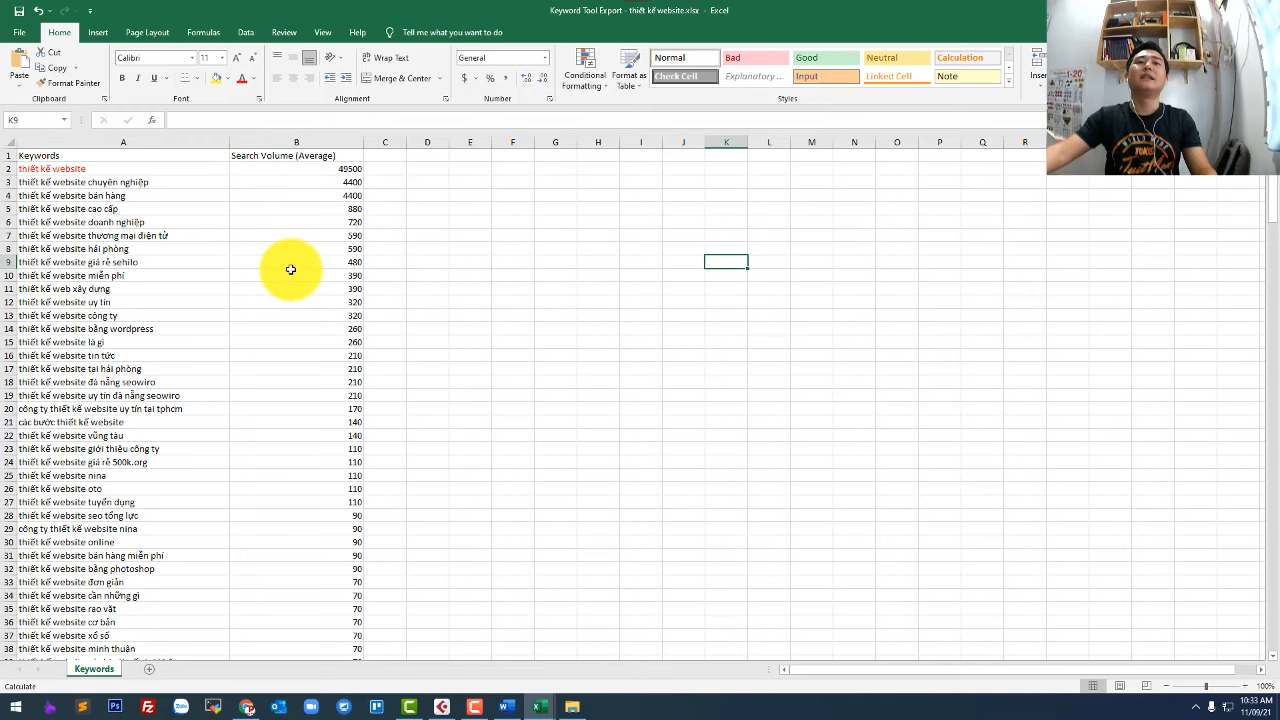 Keyword Tool Export - thiết kế website.xlsx - Excel
File Home Insert Page Layout Formulas Data Review View Help Tell me what you want to do
Paste Cut Copy Format Painter Clipboard
Calibri 11 B I U A Font
Wrap Text Merge & Center Alignment
General $ % Number
Conditional Formatting Format as Table
Normal Bad Good Neutral Calculation
Check Cell Explanatory ... Input Linked Cell Note
Styles
Inser
K9 fx
A B C D E F G H I J K L M N O P Q R
1 Keywords Search Volume (Average)
2 thiết kế website 49500
3 thiết kế website chuyên nghiệp 4400
4 thiết kế website bán hàng 4400
5 thiết kế website cao cấp 880
6 thiết kế website doanh nghiệp 720
7 thiết kế website thương mại điện tử 590
8 thiết kế website hải phòng 590
9 thiết kế website giá rẻ sehilo 480
10 thiết kế website miễn phí 390
11 thiết kế web xây dựng 390
12 thiết kế website uy tín 320
13 thiết kế website công ty 320
14 thiết kế website bằng wordpress 260
15 thiết kế website là gì 260
16 thiết kế website tin tức 210
17 thiết kế website tai hải phòng 210
18 thiết kế website đà nẵng seowiro 210
19 thiết kế website uy tín đà nẵng seowiro 210
20 công ty thiết kế website uy tín tai tphcm 170
21 các bước thiết kế website 140
22 thiết kế website vũng tàu 140
23 thiết kế website giới thiệu công ty 110
24 thiết kế website giá rẻ 500k.org 110
25 thiết kế website nina 110
26 thiết kế website oto 110
27 thiết kế website tuyển dụng 110
28 thiết kế website seo tổng lực 90
29 công ty thiết kế website nina 90
30 thiết kế website online 90
31 thiết kế website bán hàng miễn phí 90
32 thiết kế website bằng photoshop 90
33 thiết kế website đơn giản 70
34 thiết kế website cần những gì 70
35 thiết kế website rao vặt 70
36 thiết kế website cơ bản 70
37 thiết kế website xổ số 70
38 thiết kế website minh thuận 70
Keywords
Calculate 100%
10:33 AM
11/09/21